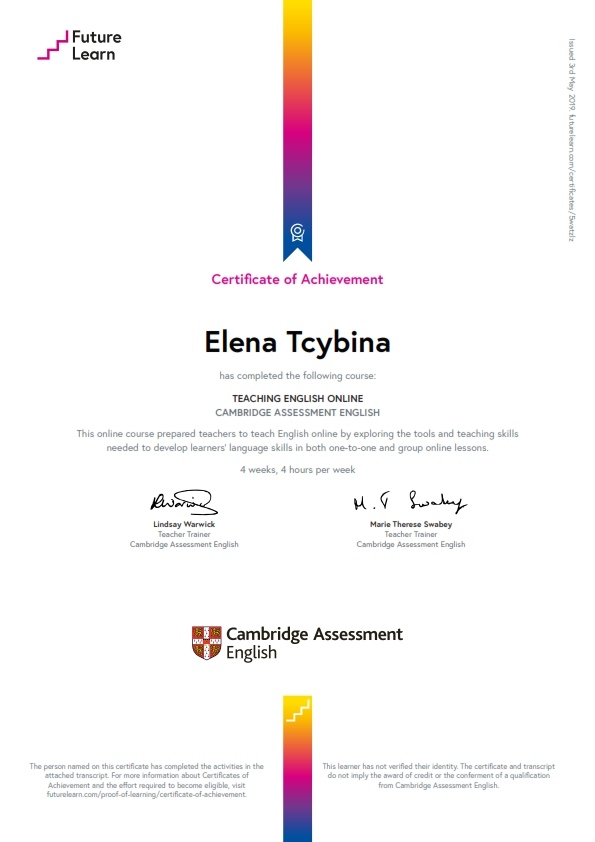 Future
Learn
Issued 3rd May 2019. futurelearn.com/certificates/5watzlz
Certificate of Achievement
Elena Tcybina
has completed the following course:
TEACHING ENGLISH ONLINE
CAMBRIDGE ASSESSMENT ENGLISH
This online course prepared teachers to teach English online by exploring the tools and teaching skills
needed to develop learners' language skills in both one-to-one and group online lessons.
4 weeks, 4 hours per week
M. T Swabey
Lindsay Warwick
Teacher Trainer
Cambridge Assessment English
Marie Therese Swabey
Teacher Trainer
Cambridge Assessment English
Cambridge Assessment
English
The person named on this certificate has completed the activities in the
attached transcript. For more information about Certificates of
Achievement and the effort required to become eligible, visit
futurelearn.com/proof-of-learning/certificate-of-achievement.
This learner has not verified their identity. The certificate and transcript
do not imply the award of credit or the conferment of a qualification
from Cambridge Assessment English.